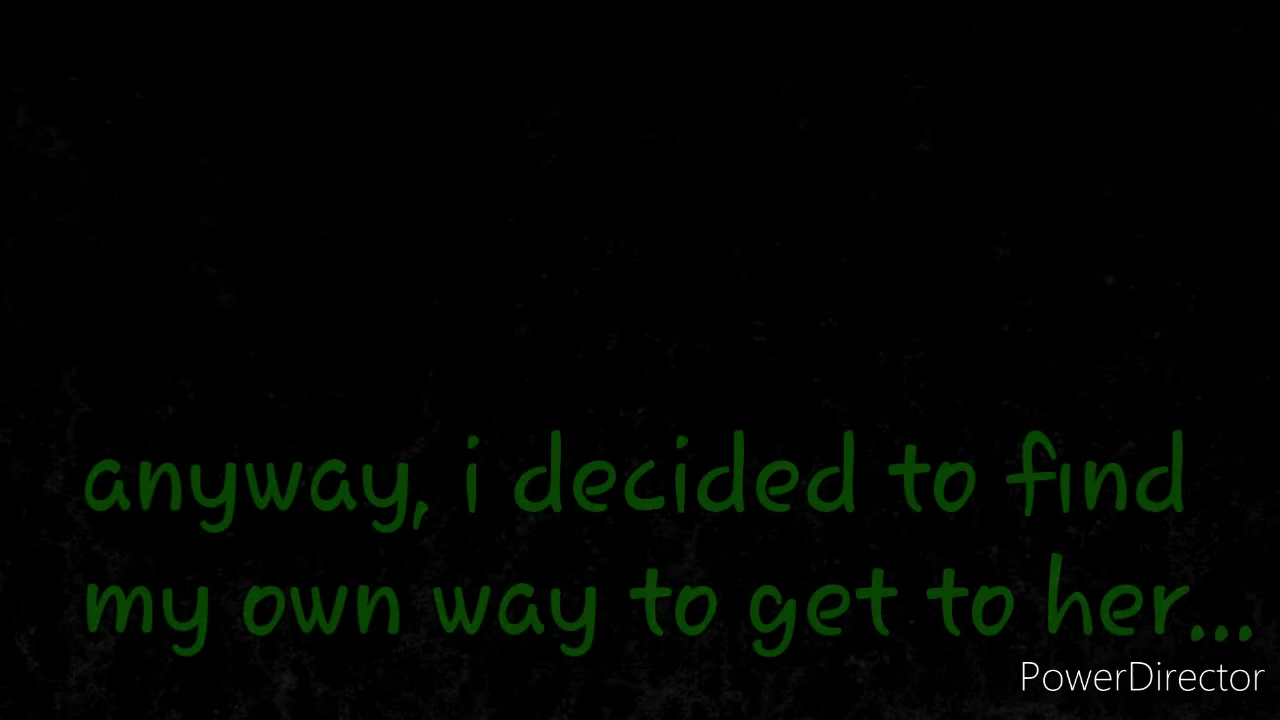 anyway, i decided to find
my own way to get to her...
PowerDirector